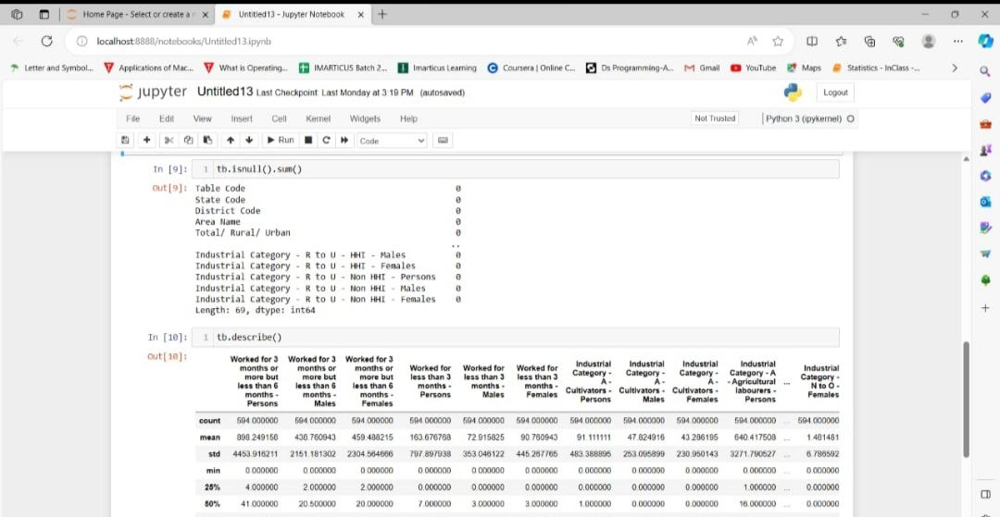 Home Page - Select or create a n
Untitled13 - Jupyter Notebook
localhost:8888/notebooks/Untitled13.ipynb
Letter and Symbol... Applications of Mac... What is Operating... IMARTICUS Batch 2... Imarticus Learning Coursera | Online C... Ds Programming-A... Gmail YouTube Maps Statistics - InClass -...
jupyter Untitled13 Last Checkpoint: Last Monday at 3:19 PM (autosaved) Logout
File Edit View Insert Cell Kernel Widgets Help Not Trusted Python 3 (ipykernel)
Run Code
In [9]: 1 tb.isnull().sum()
Out[9]: Table Code 0
State Code 0
District Code 0
Area Name 0
Total/ Rural/ Urban 0
..
Industrial Category - R to U - HHI - Males 0
Industrial Category - R to U - HHI - Females 0
Industrial Category - R to U - Non HHI - Persons 0
Industrial Category - R to U - Non HHI - Males 0
Industrial Category - R to U - Non HHI - Females 0
Length: 69, dtype: int64
In [10]: 1 tb.describe()
Out[10]:
Worked for 3 months or more but less than 6 months - Persons
Worked for 3 months or more but less than 6 months - Males
Worked for 3 months or more but less than 6 months - Females
Worked for less than 3 months - Persons
Worked for less than 3 months - Males
Worked for less than 3 months - Females
Industrial Category - A - Cultivators - Persons
Industrial Category - A - Cultivators - Males
Industrial Category - A - Cultivators - Females
Industrial Category - A - Agricultural labourers - Persons
...
Industrial Category - N to O - Females
count 594.000000 594.000000 594.000000 594.000000 594.000000 594.000000 594.000000 594.000000 594.000000 594.000000 ... 594.000000
mean 898.249158 438.760943 459.488215 163.676768 72.915825 90.760943 91.111111 47.824916 43.286195 640.417508 ... 1.481481
std 4453.916211 2151.181302 2304.564666 797.897938 353.046122 445.267765 483.388895 253.095899 230.950143 3271.790527 ... 6.786592
min 0.000000 0.000000 0.000000 0.000000 0.000000 0.000000 0.000000 0.000000 0.000000 0.000000 ... 0.000000
25% 4.000000 2.000000 2.000000 0.000000 0.000000 0.000000 0.000000 0.000000 0.000000 1.000000 ... 0.000000
50% 41.000000 20.500000 20.000000 7.000000 3.000000 3.000000 1.000000 0.000000 0.000000 16.000000 ... 0.000000